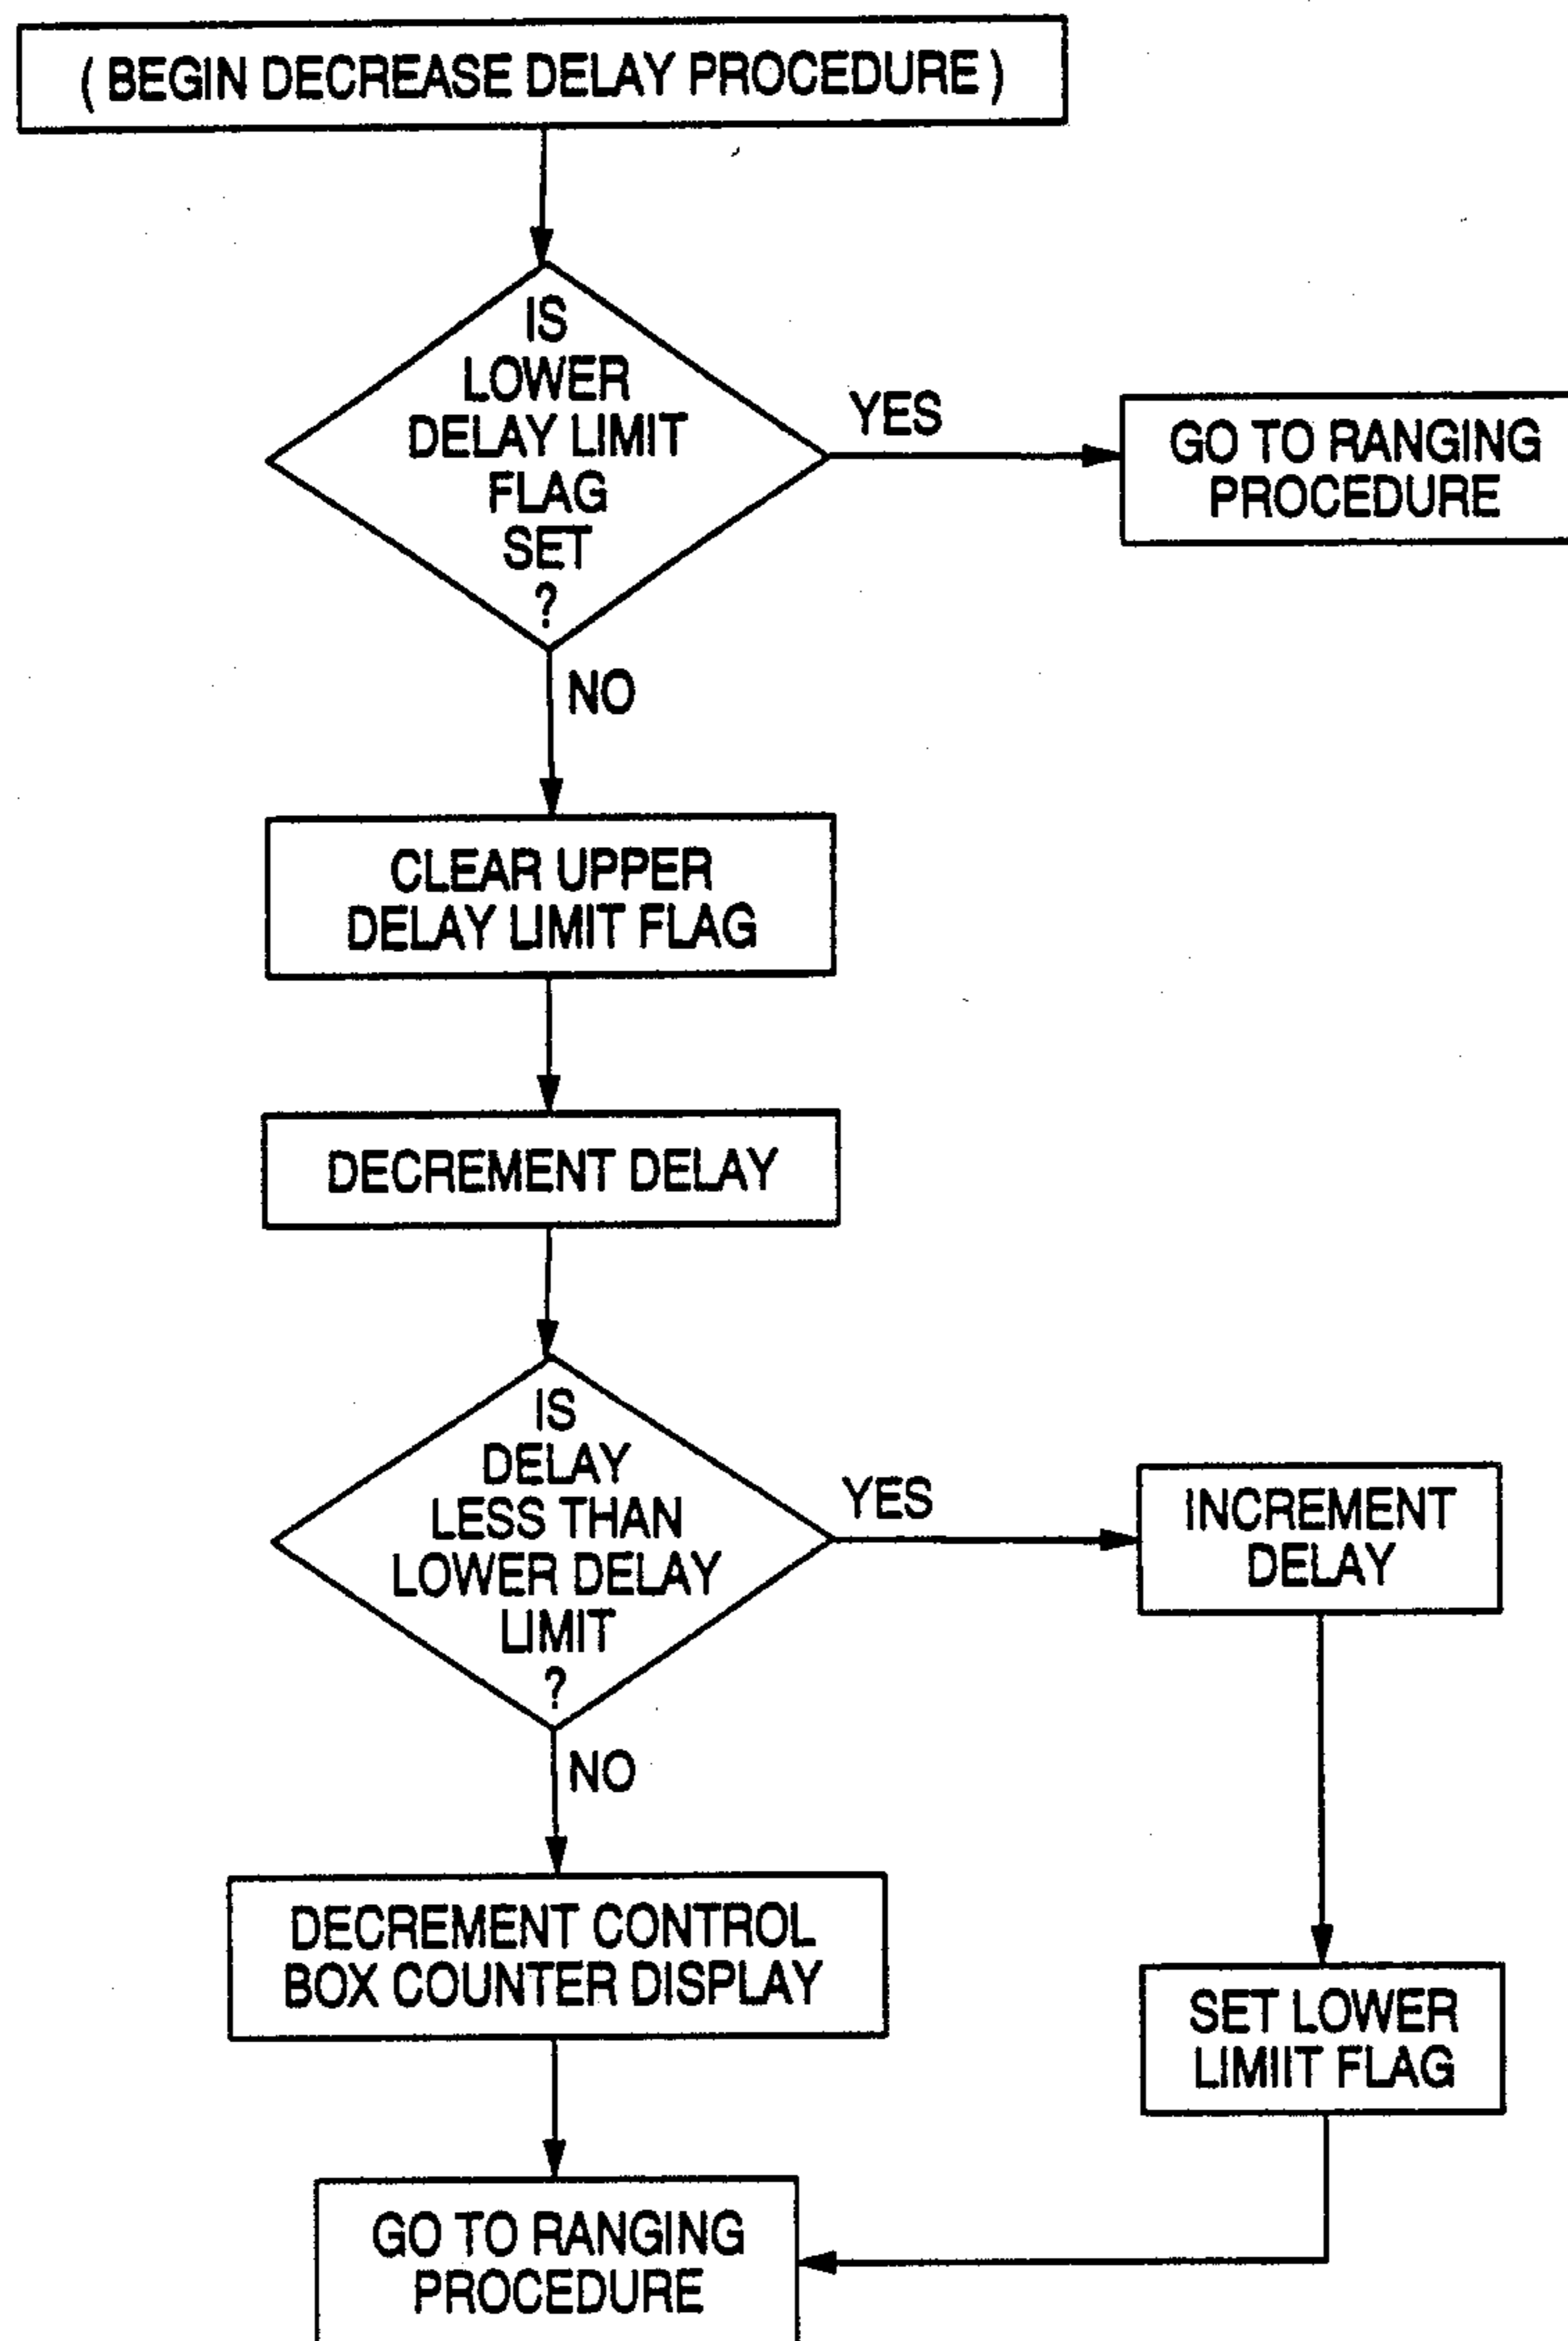 ( BEGIN DECREASE DELAY PROCEDURE )
IS
LOWER
DELAY LIMIT
FLAG
SET
?
YES
GO TO RANGING
PROCEDURE
NO
CLEAR UPPER
DELAY LIMIT FLAG
DECREMENT DELAY
IS
DELAY
LESS THAN
LOWER DELAY
LIMIT
?
YES
INCREMENT
DELAY
NO
DECREMENT CONTROL
BOX COUNTER DISPLAY
SET LOWER
LIMIIT FLAG
GO TO RANGING
PROCEDURE